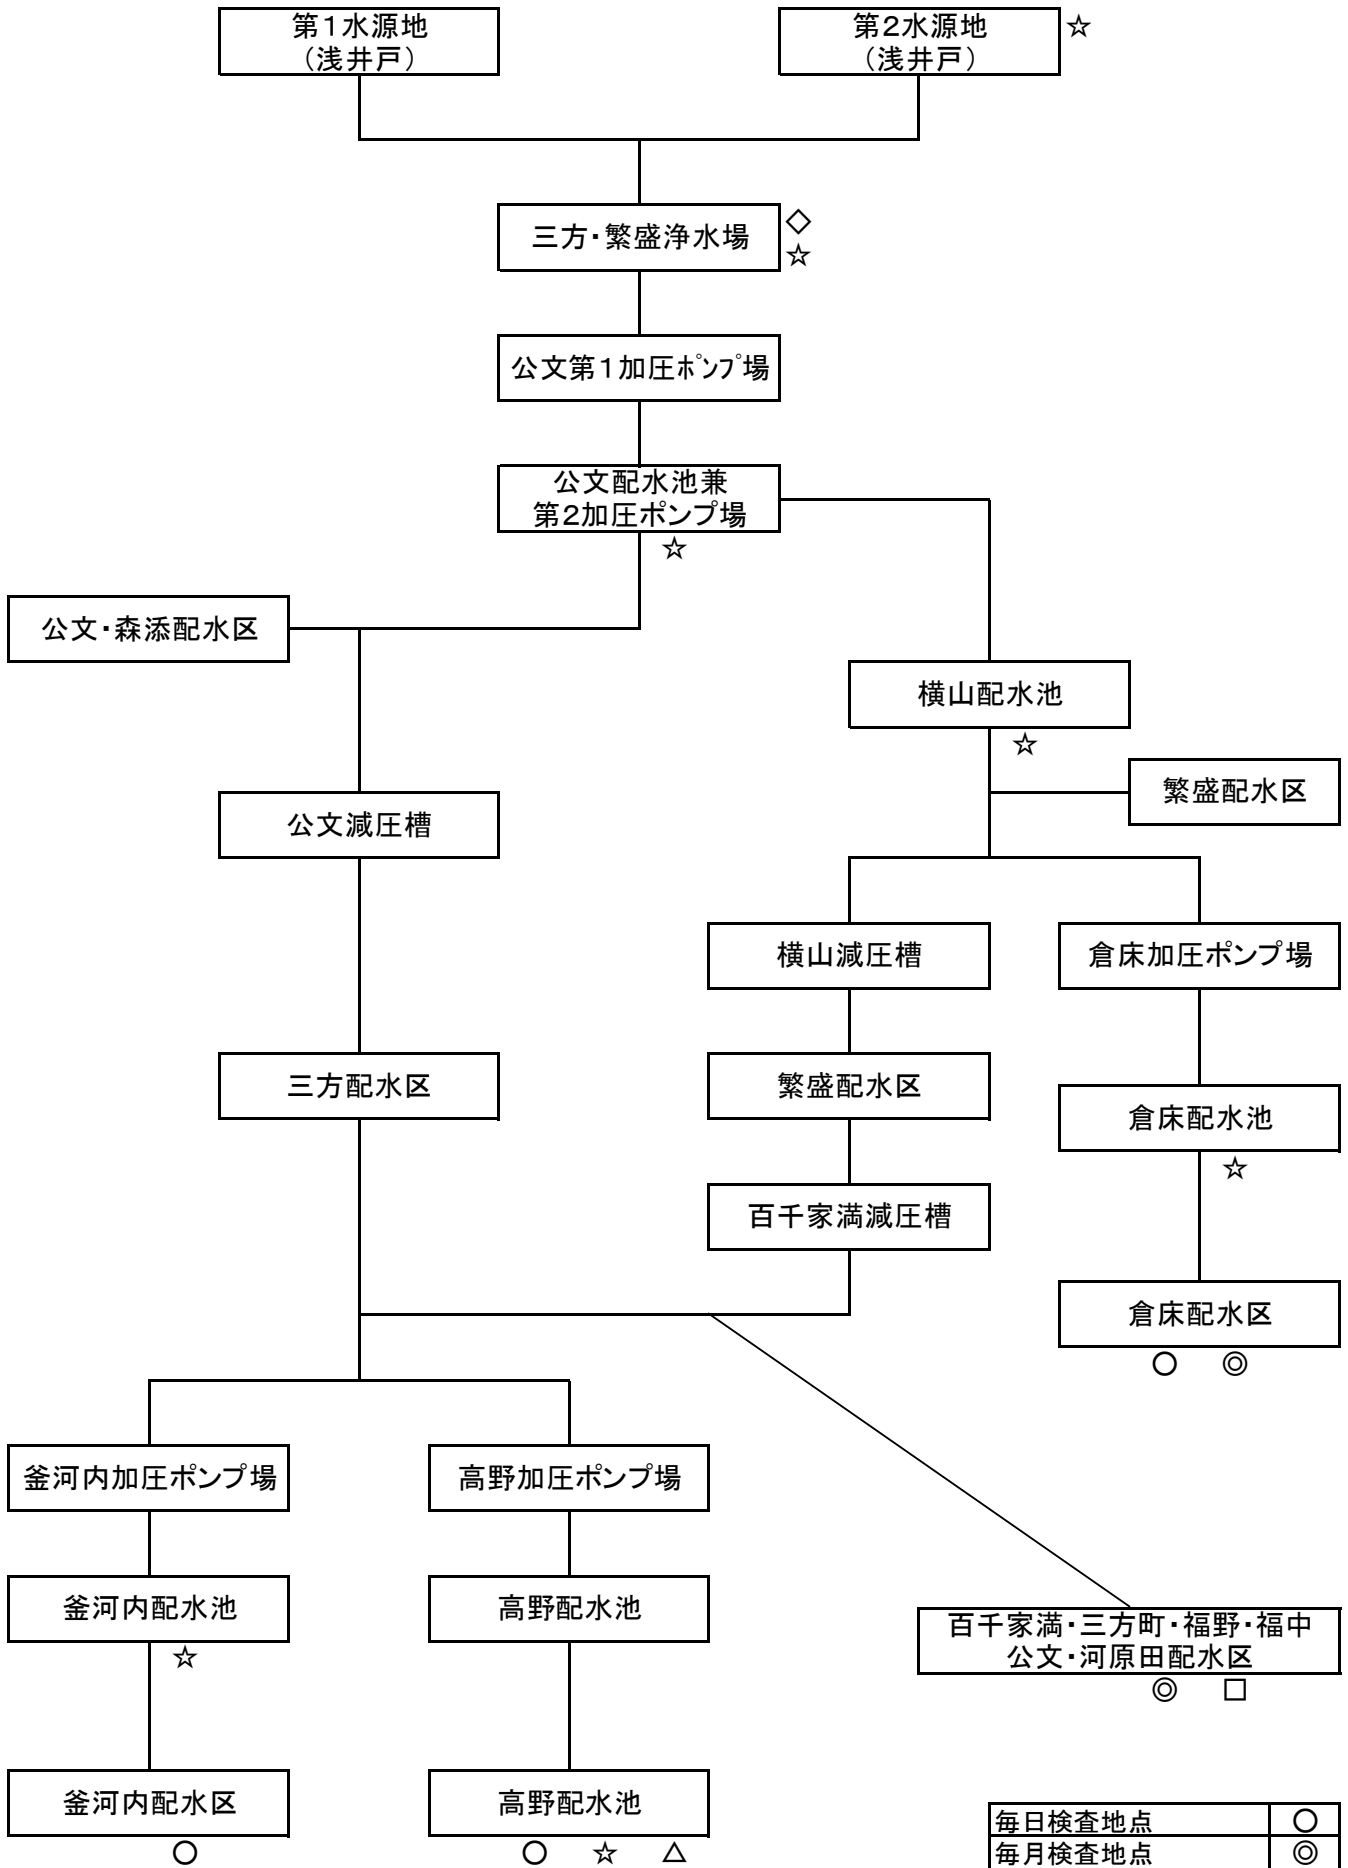 第1水源地
（浅井戸）
第2水源地
（浅井戸）
☆
三方・繁盛浄水場
◇
☆
公文第1加圧ﾎﾟﾝﾌﾟ場
公文配水池兼
第2加圧ポンプ場
☆
公文・森添配水区
横山配水池
☆
繁盛配水区
公文減圧槽
横山減圧槽
倉床加圧ポンプ場
三方配水区
繁盛配水区
倉床配水池
☆
百千家満減圧槽
倉床配水区
○ ◎
釜河内加圧ポンプ場
高野加圧ポンプ場
釜河内配水池
☆
高野配水池
百千家満・三方町・福野・福中
公文・河原田配水区
◎ □
釜河内配水区
○
高野配水池
○ ☆ △
毎日検査地点 ○
毎月検査地点 ◎